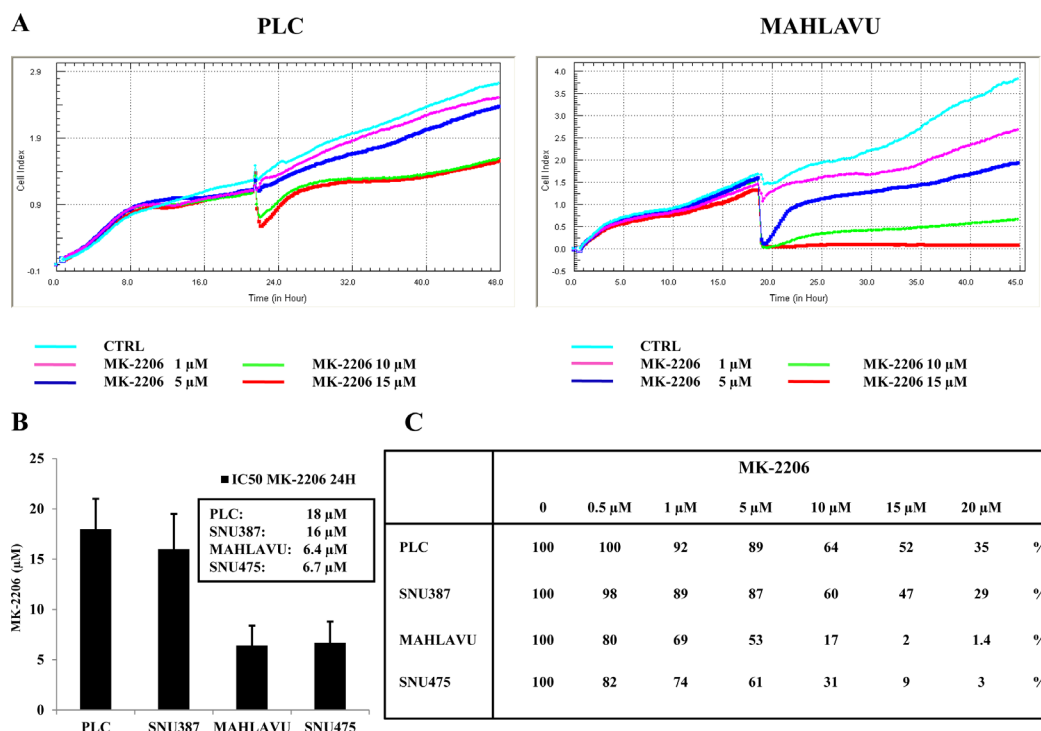 A
PLC
MAHLAVU
2.9
1.9
0.9
-0.1
Cell Index
0.0 8.0 16.0 24.0 32.0 40.0 48.0
Time (in Hour)
4.0
3.5
3.0
2.5
2.0
1.5
1.0
0.5
0.0
-0.5
Cell Index
0.0 5.0 10.0 15.0 20.0 25.0 30.0 35.0 40.0 45.0
Time (in Hour)
CTRL
MK-2206 1 µM MK-2206 10 µM
MK-2206 5 µM MK-2206 15 µM
CTRL
MK-2206 1 µM MK-2206 10 µM
MK-2206 5 µM MK-2206 15 µM
B
25
20
15
10
5
0
MK-2206 (µM)
IC50 MK-2206 24H
PLC: 18 µM
SNU387: 16 µM
MAHLAVU: 6.4 µM
SNU475: 6.7 µM
PLC SNU387 MAHLAVU SNU475
C
MK-2206
0 0.5 µM 1 µM 5 µM 10 µM 15 µM 20 µM
PLC 100 100 92 89 64 52 35 %
SNU387 100 98 89 87 60 47 29 %
MAHLAVU 100 80 69 53 17 2 1.4 %
SNU475 100 82 74 61 31 9 3 %